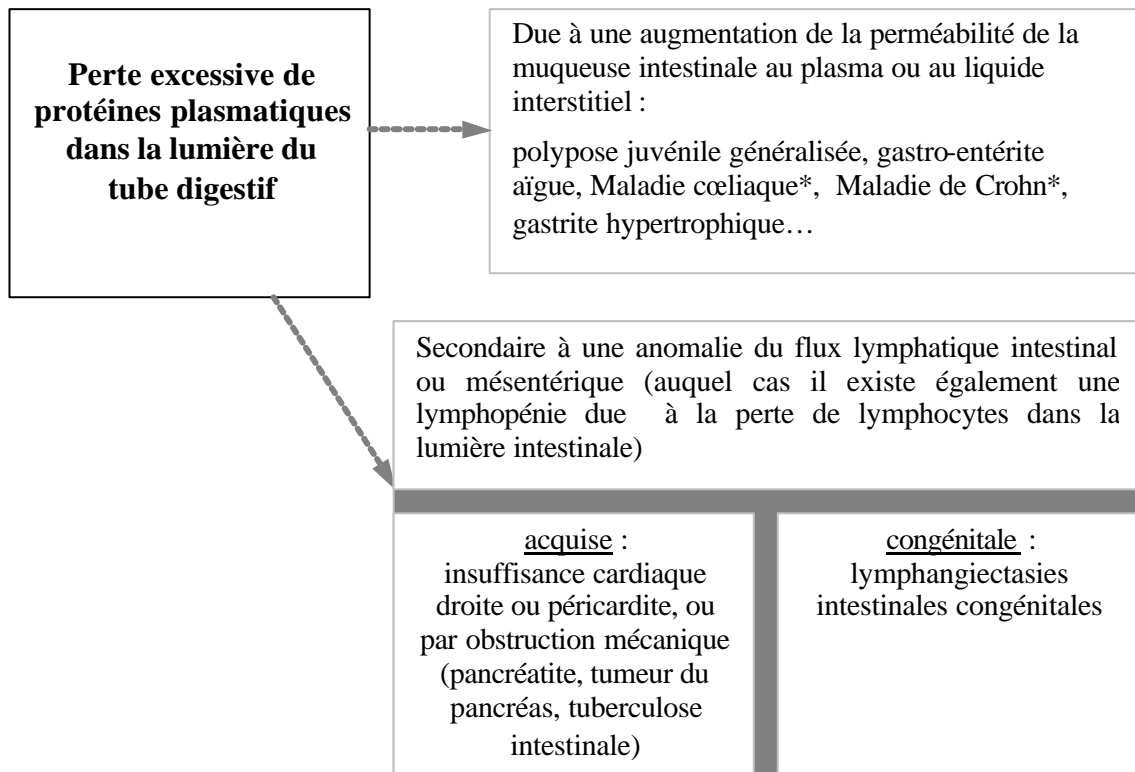 Perte excessive de
protéines plasmatiques
dans la lumière du
tube digestif
Due à une augmentation de la perméabilité de la
muqueuse intestinale au plasma ou au liquide
interstitiel :
polypose juvénile généralisée, gastro-entérite
aïgue, Maladie cœliaque*, Maladie de Crohn*,
gastrite hypertrophique…
Secondaire à une anomalie du flux lymphatique intestinal
ou mésentérique (auquel cas il existe également une
lymphopénie due à la perte de lymphocytes dans la
lumière intestinale)
acquise :
insuffisance cardiaque
droite ou péricardite, ou
par obstruction mécanique
(pancréatite, tumeur du
pancréas, tuberculose
intestinale)
congénitale :
lymphangiectasies
intestinales congénitales